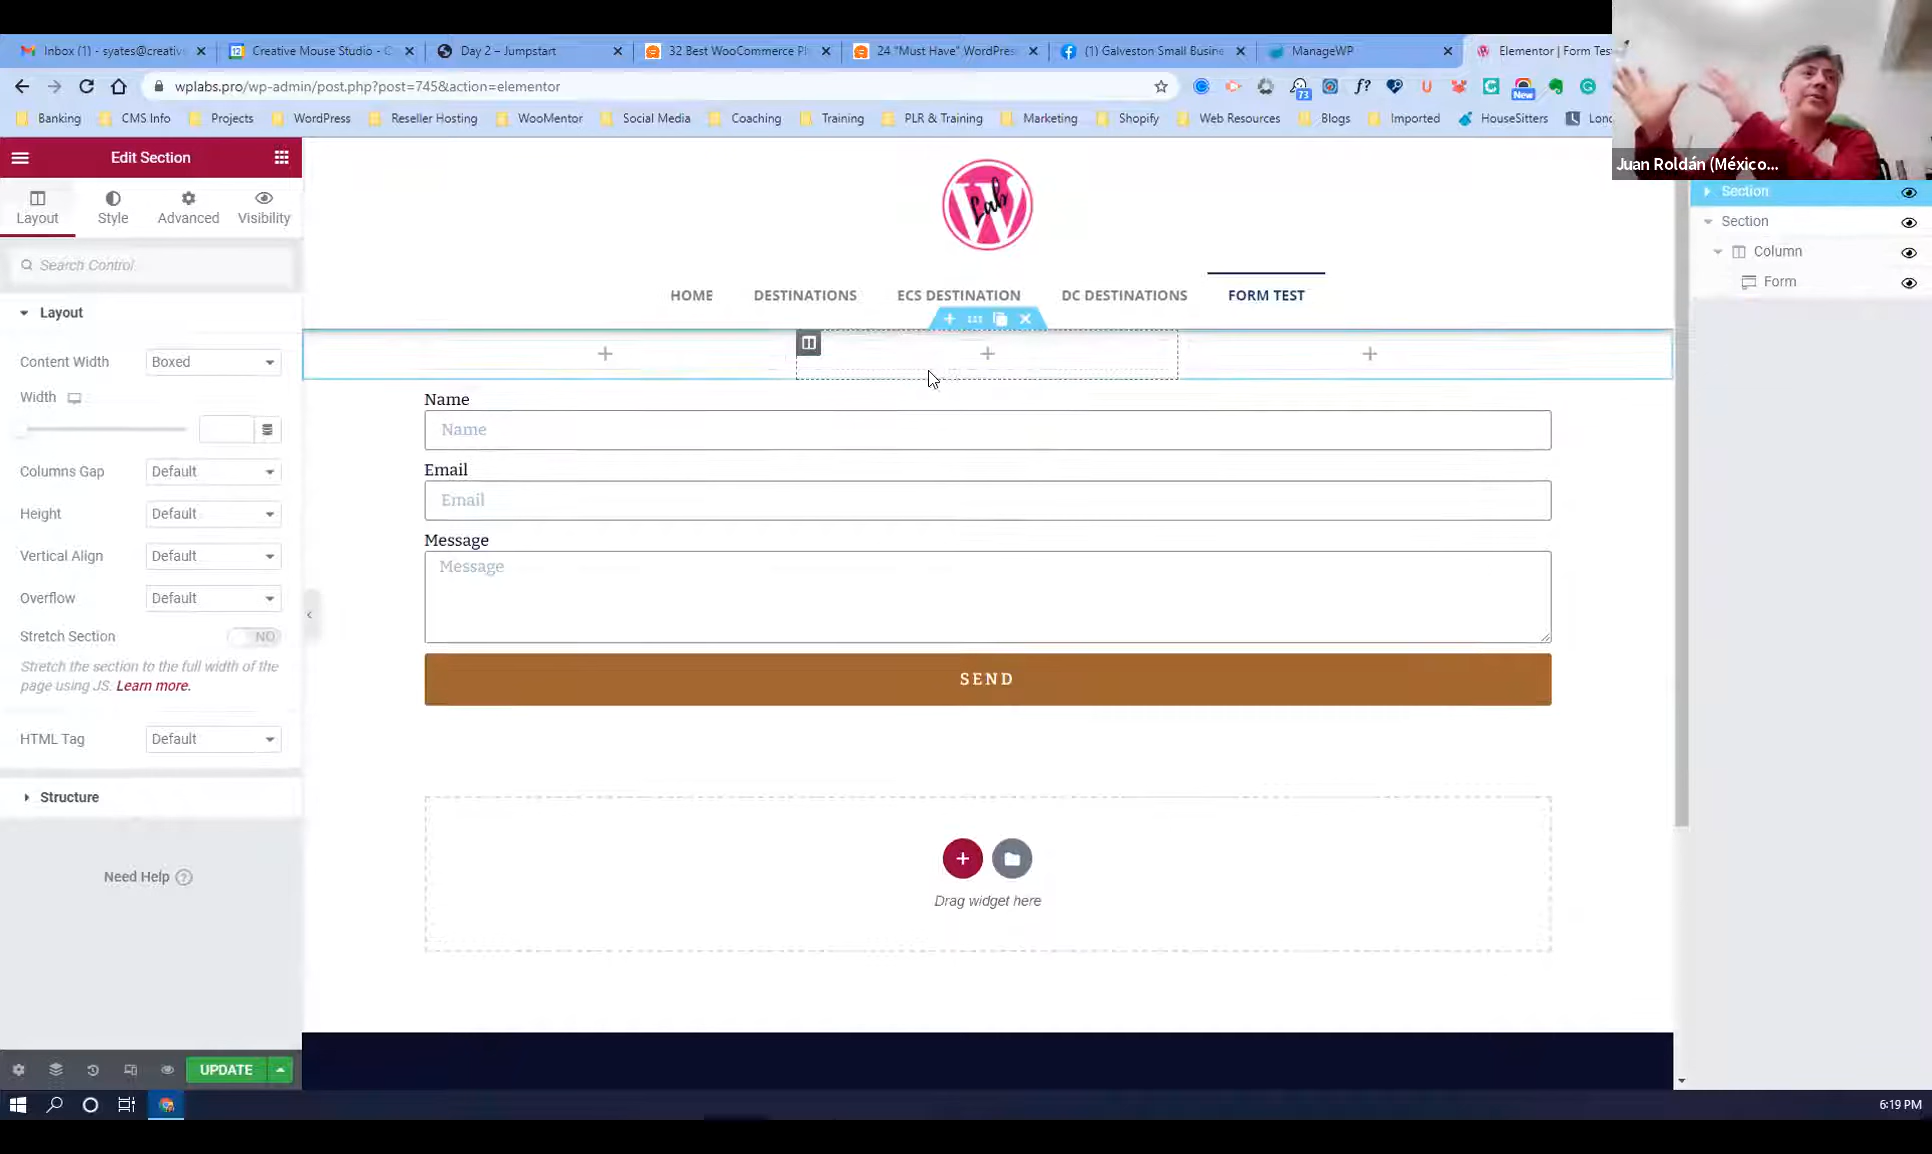 Inbox (1) - syates@creativ
Creative Mouse Studio - C
Day 2 – Jumpstart
32 Best WooCommerce Pl
24 "Must Have" WordPres
(1) Galveston Small Busine
ManageWP
Elementor | Form Tes
wplabs.pro/wp-admin/post.php?post=745&action=elementor
73
f?
New
Banking
CMS Info
Projects
WordPress
Reseller Hosting
WooMentor
Social Media
Coaching
Training
PLR & Training
Marketing
Shopify
Web Resources
Blogs
Imported
HouseSitters
Lon
Juan Roldán (México...
Edit Section
Layout
Style
Advanced
Visibility
Search Control
Layout
Content Width
Boxed
Width
Columns Gap
Default
Height
Default
Vertical Align
Default
Overflow
Default
Stretch Section
NO
Stretch the section to the full width of the
page using JS. Learn more.
HTML Tag
Default
Structure
Need Help
UPDATE
W Lab
HOME
DESTINATIONS
ECS DESTINATION
DC DESTINATIONS
FORM TEST
Name
Name
Email
Email
Message
Message
SEND
Drag widget here
Section
Section
Column
Form
6:19 PM